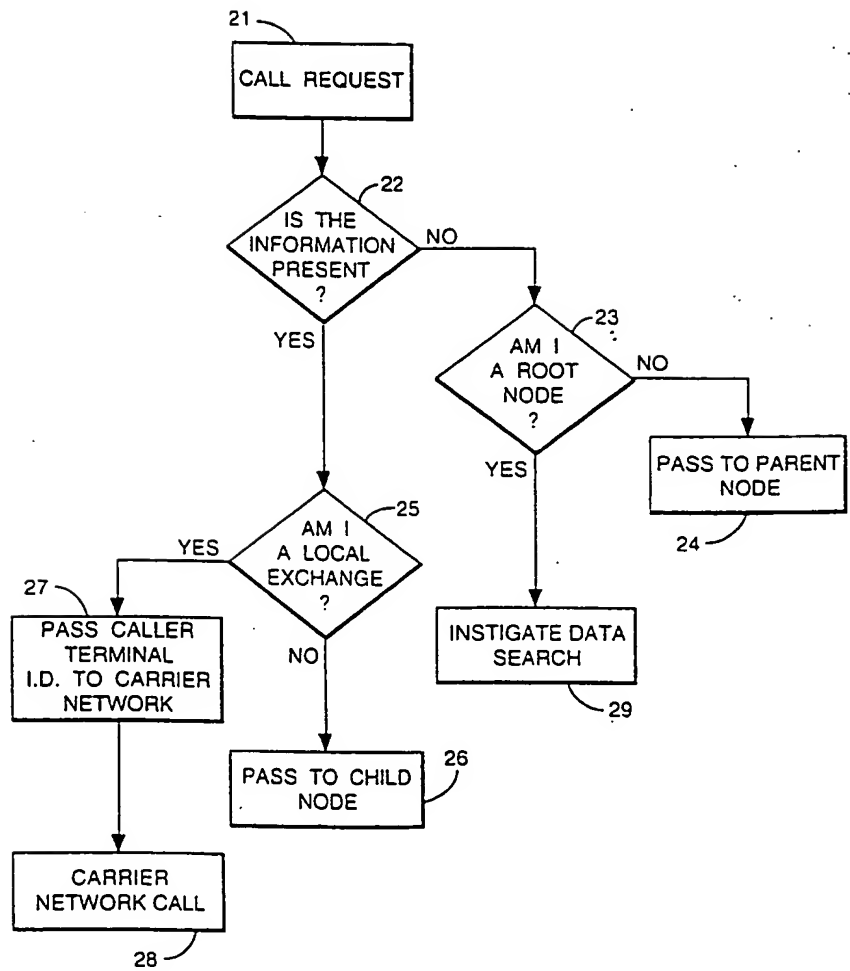 21
CALL REQUEST
22
IS THE
INFORMATION
PRESENT
?
NO
YES
23
AM I
A ROOT
NODE
?
NO
YES
PASS TO PARENT
NODE
24
25
AM I
A LOCAL
EXCHANGE
?
YES
NO
27
PASS CALLER
TERMINAL
I.D. TO CARRIER
NETWORK
INSTIGATE DATA
SEARCH
29
PASS TO CHILD
NODE
26
CARRIER
NETWORK CALL
28